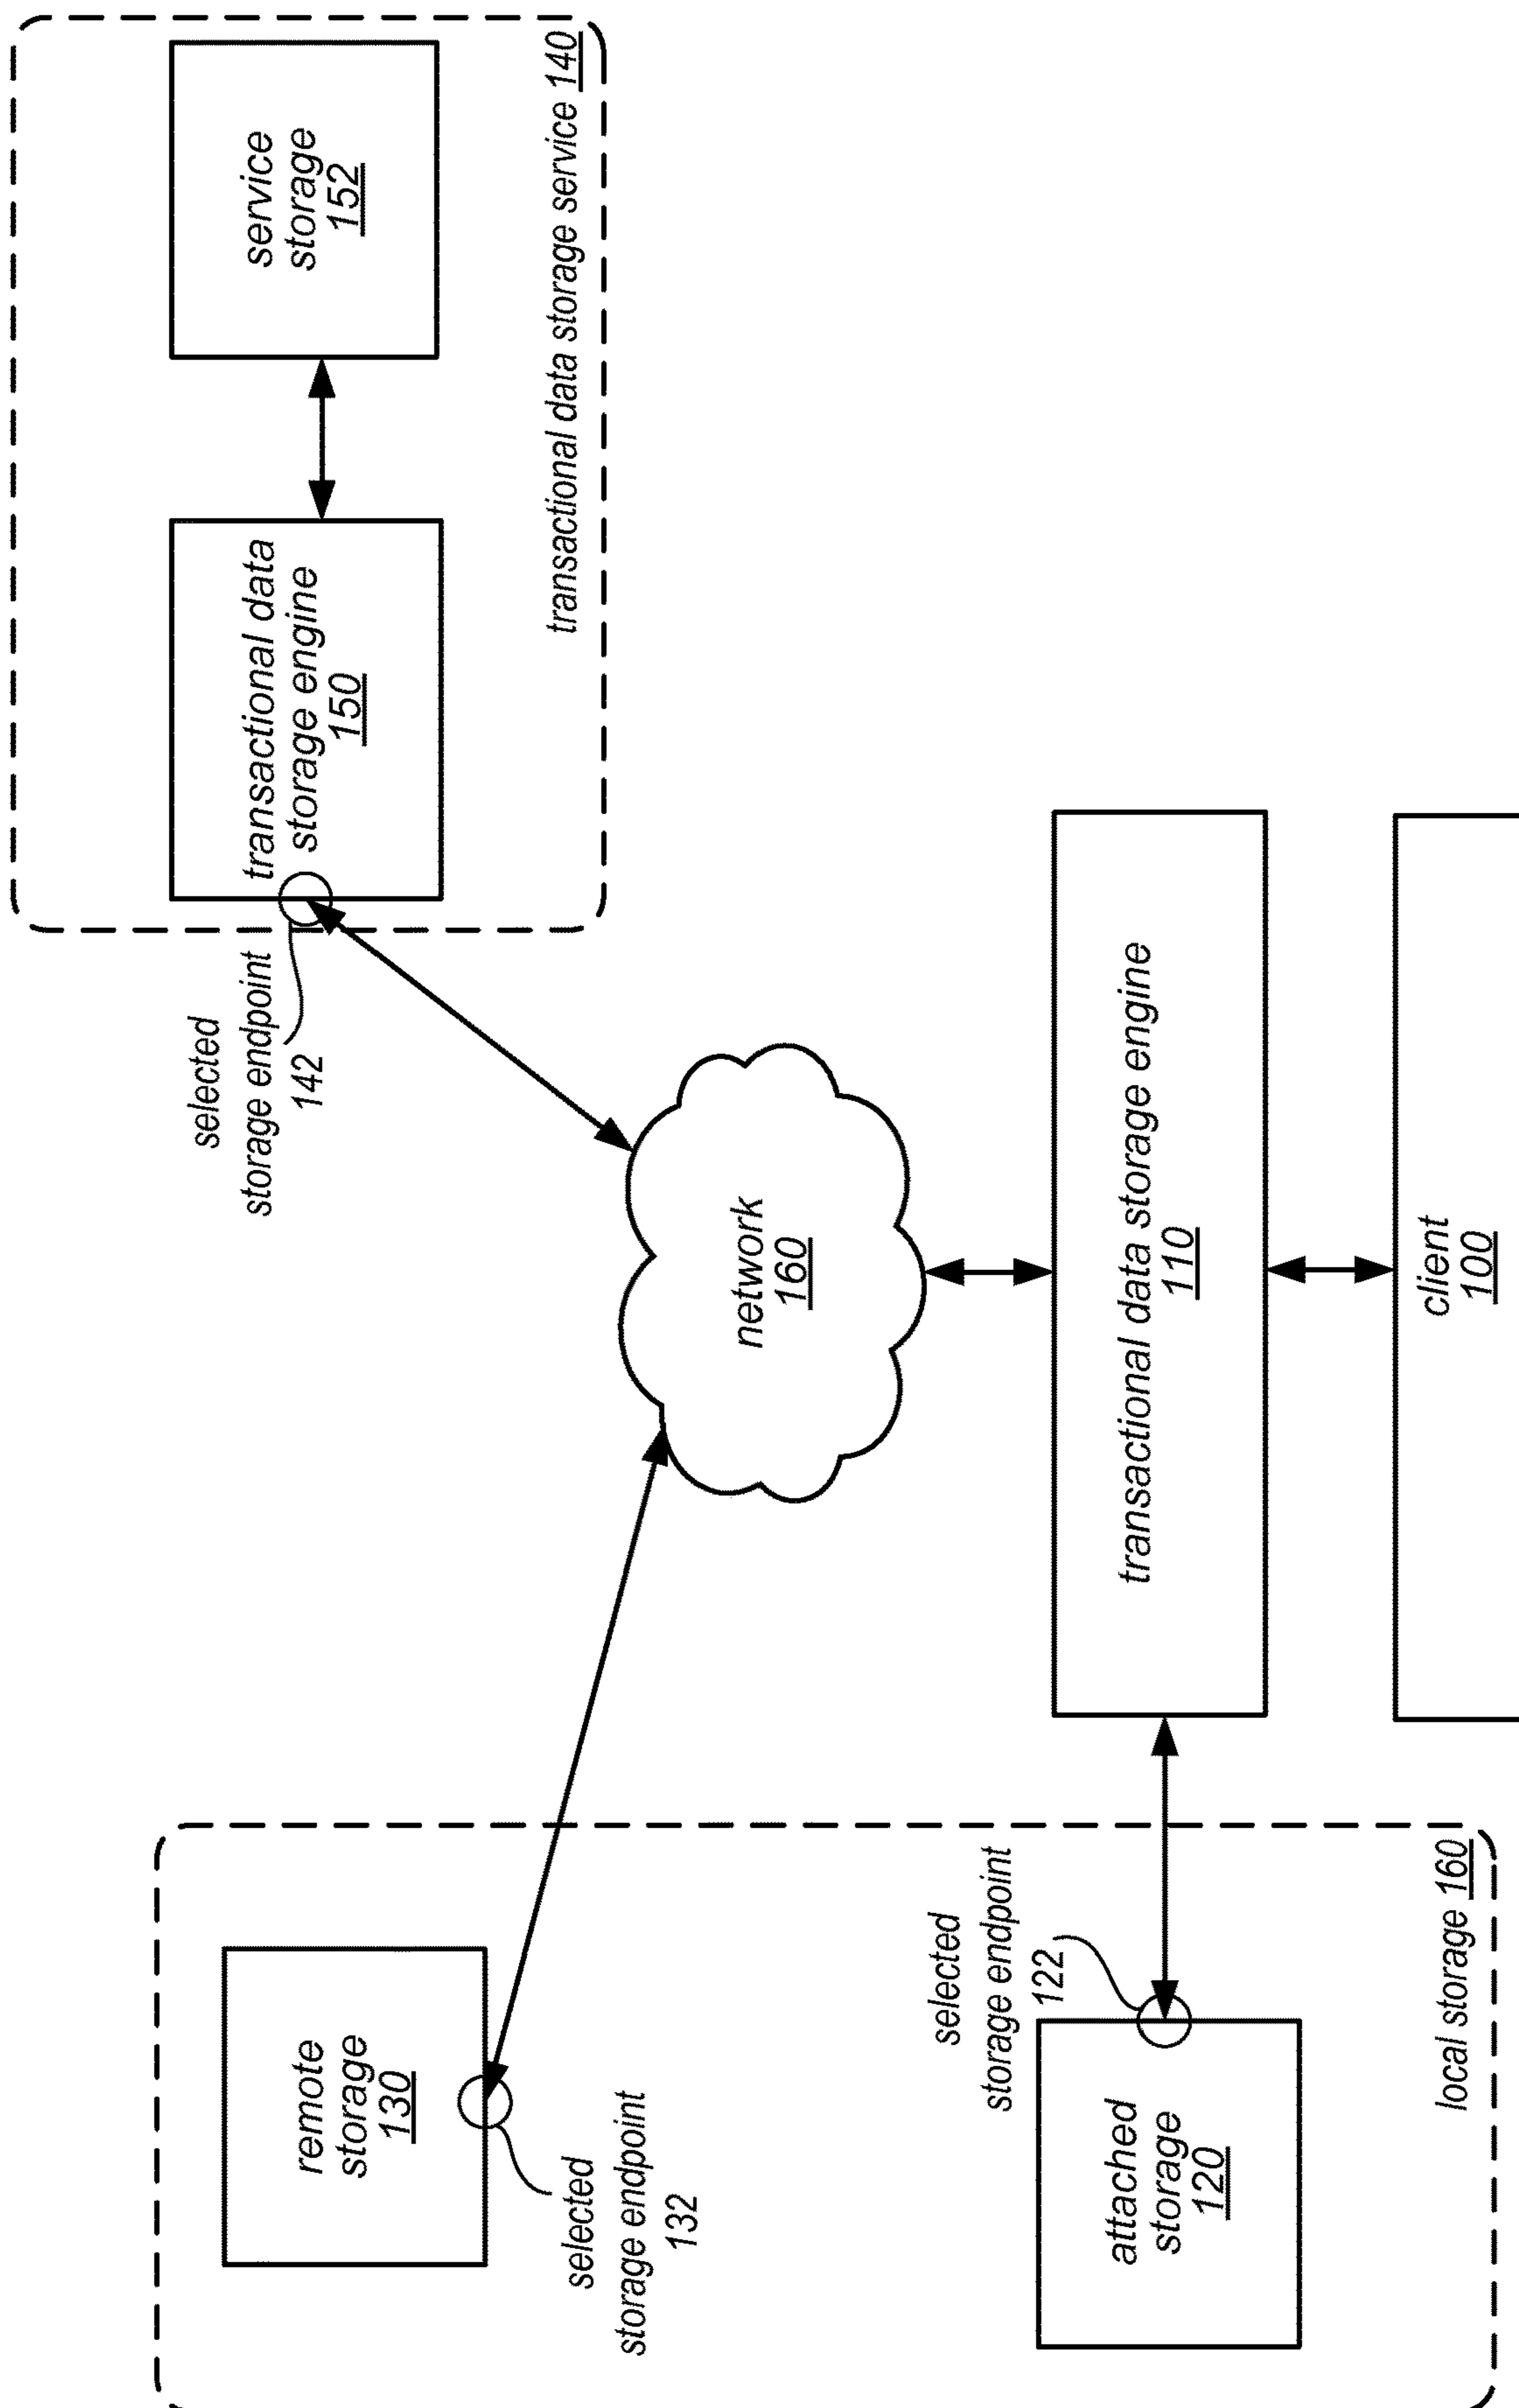 remote
storage
130
selected
storage endpoint
132
selected
storage endpoint
122
attached
storage
120
local storage 160
selected
storage endpoint
142
transactional data
storage engine
150
service
storage
152
transactional data storage service 140
network
160
transactional data storage engine
110
client
100